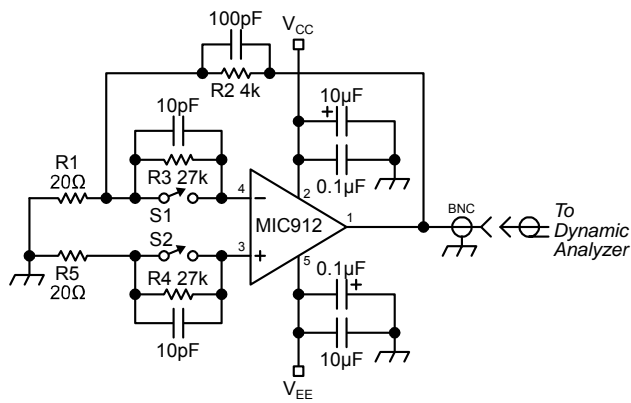 100pF
VCC
R2 4k
10µF
+
10pF
R3 27k
0.1µF
R1
20Ω
S1
4
−
2
MIC912
1
BNC
To
Dynamic
Analyzer
S2
3
+
5
R5
20Ω
R4 27k
10pF
0.1µF
+
10µF
VEE